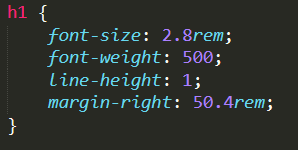 h1 {
font-size: 2.8rem;
font-weight: 500;
line-height: 1;
margin-right: 50.4rem;
}